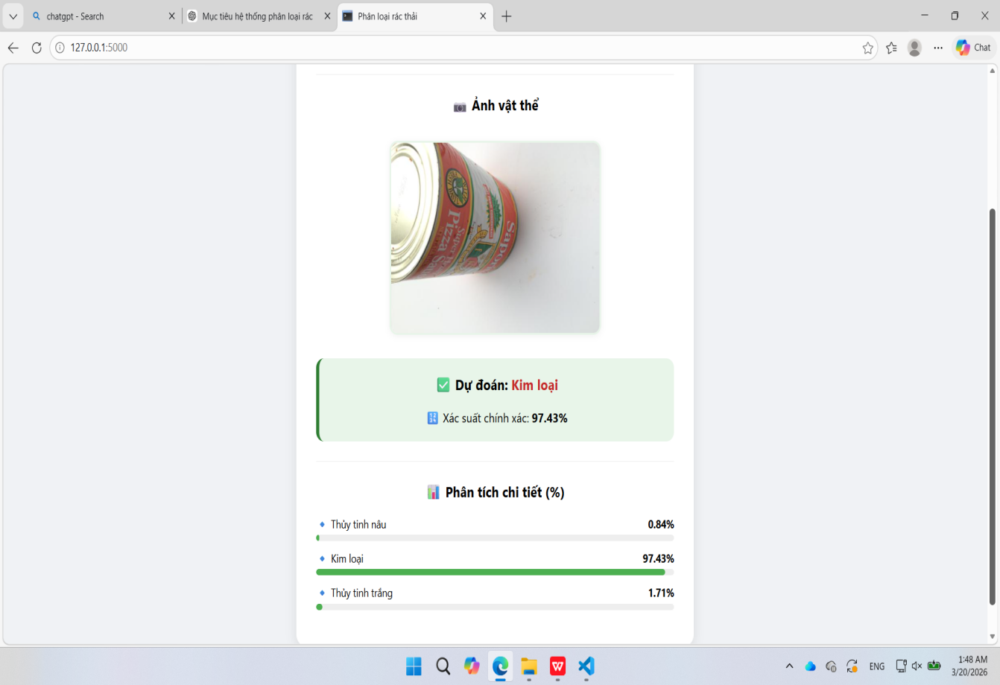 chatgpt - Search
Mục tiêu hệ thống phân loại rác
Phân loại rác thải
127.0.0.1:5000
Chat
Ảnh vật thể
Super
Pizza
Dự đoán: Kim loại
Xác suất chính xác: 97.43%
Phân tích chi tiết (%)
Thủy tinh nâu 0.84%
Kim loại 97.43%
Thủy tinh trắng 1.71%
ENG
1:48 AM
3/20/2026